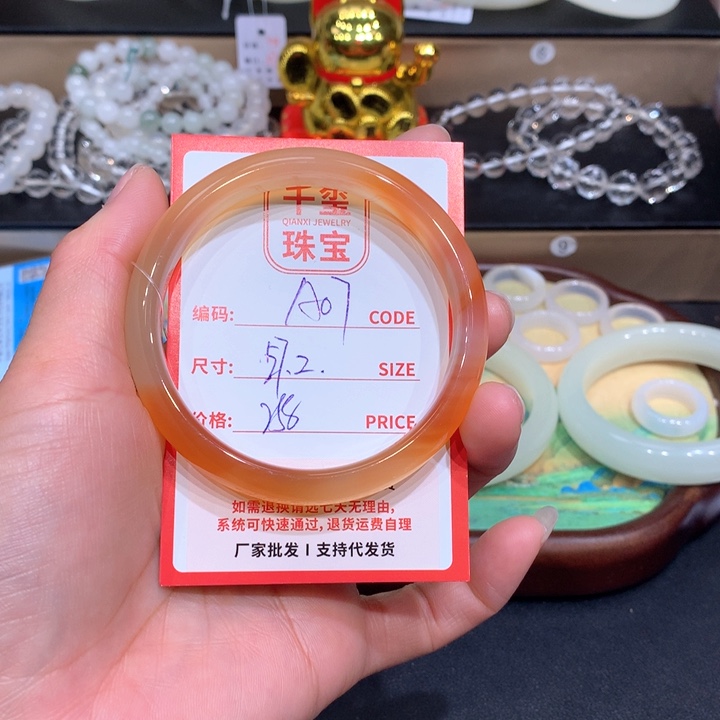 千玺
QIANXI JEWELRY
珠宝
编码: A07 CODE
尺寸: 57.2. SIZE
价格: 258 PRICE
如需退换请选七天无理由,
系统可快速通过, 退货运费自理
厂家批发 I 支持代发货
9